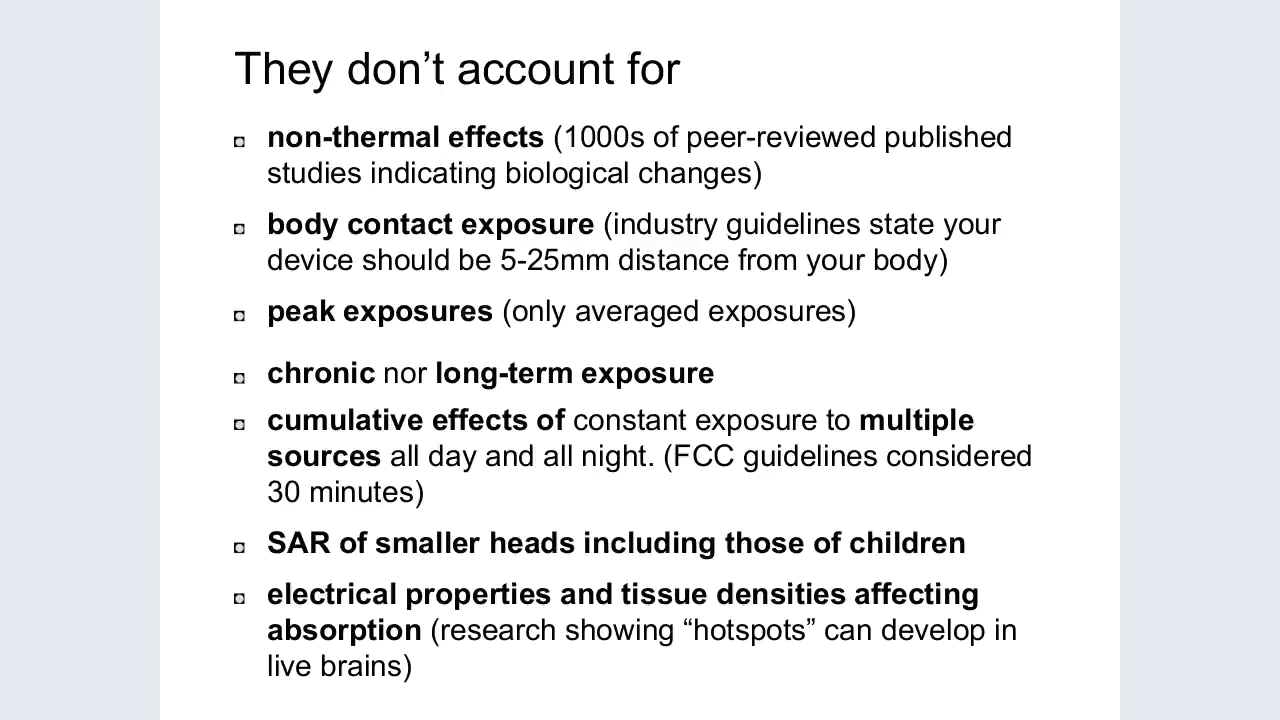 They don’t account for
non-thermal effects (1000s of peer-reviewed published
studies indicating biological changes)
body contact exposure (industry guidelines state your
device should be 5-25mm distance from your body)
peak exposures (only averaged exposures)
chronic nor long-term exposure
cumulative effects of constant exposure to multiple
sources all day and all night. (FCC guidelines considered
30 minutes)
SAR of smaller heads including those of children
electrical properties and tissue densities affecting
absorption (research showing “hotspots” can develop in
live brains)